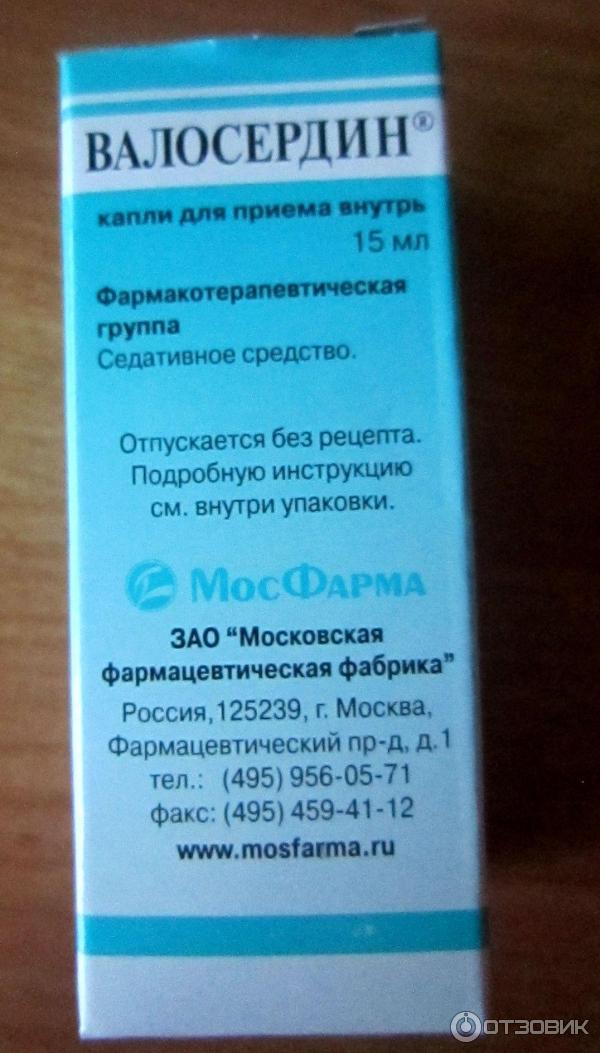 ВАЛОСЕРДИН®
капли для приема внутрь
15 мл
Фармакотерапевтическая
группа
Седативное средство.
Отпускается без рецепта.
Подробную инструкцию
см. внутри упаковки.
МОСФАРМА
ЗАО “Московская
фармацевтическая фабрика”
Россия,125239, г. Москва,
Фармацевтический пр-д, д.1
тел.: (495) 956-05-71
факс: (495) 459-41-12
www.mosfarma.ru
ОТЗОВИК